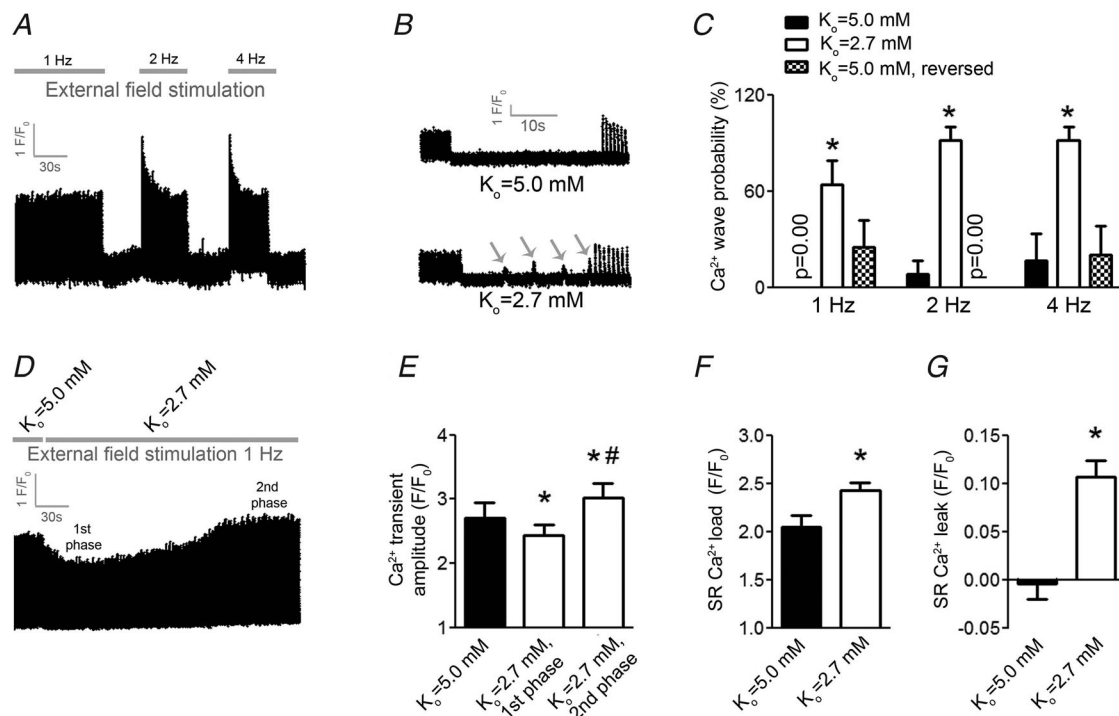 A
1 Hz
2 Hz
4 Hz
External field stimulation
1 F/F0
30s
B
1 F/F0
10s
Ko=5.0 mM
Ko=2.7 mM
C
Ko=5.0 mM
Ko=2.7 mM
Ko=5.0 mM, reversed
Ca2+ wave probability (%)
120
60
0
p=0.00
*
*
p=0.00
*
1 Hz
2 Hz
4 Hz
D
Ko=5.0 mM
Ko=2.7 mM
External field stimulation 1 Hz
1 F/F0
30s
1st
phase
2nd
phase
E
Ca2+ transient
amplitude (F/F0)
4
3
2
1
*
* #
Ko=5.0 mM
Ko=2.7 mM,
1st phase
Ko=2.7 mM,
2nd phase
F
SR Ca2+ load (F/F0)
3.0
2.5
2.0
1.5
1.0
*
Ko=5.0 mM
Ko=2.7 mM
G
SR Ca2+ leak (F/F0)
0.15
0.10
0.05
0.00
-0.05
*
Ko=5.0 mM
Ko=2.7 mM